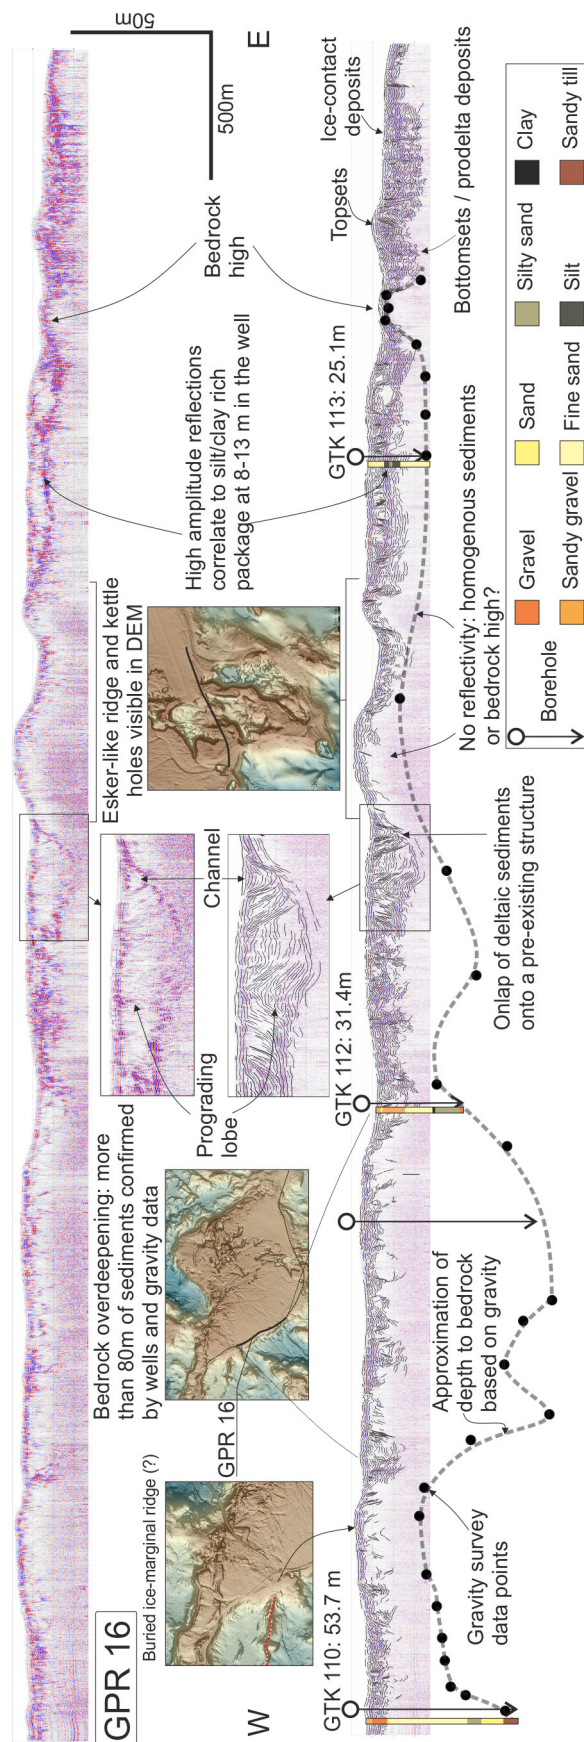 GPR 16
Buried ice-marginal ridge (?)
W
GPR 16
Bedrock overdeepening: more
than 80m of sediments confirmed
by wells and gravity data
Prograding
lobe
Channel
Esker-like ridge and kettle
holes visible in DEM
High amplitude reflections
correlate to silt/clay rich
package at 8-13 m in the well
Bedrock
high
50m
500m
E
GTK 110: 53.7 m
GTK 112: 31.4m
GTK 113: 25.1m
Topsets
Ice-contact
deposits
Gravity survey
data points
Approximation of
depth to bedrock
based on gravity
Onlap of deltaic sediments
onto a pre-existing structure
No reflectivity: homogenous sediments
or bedrock high?
Bottomsets / prodelta deposits
Borehole
Gravel
Sand
Silty sand
Clay
Sandy gravel
Fine sand
Silt
Sandy till